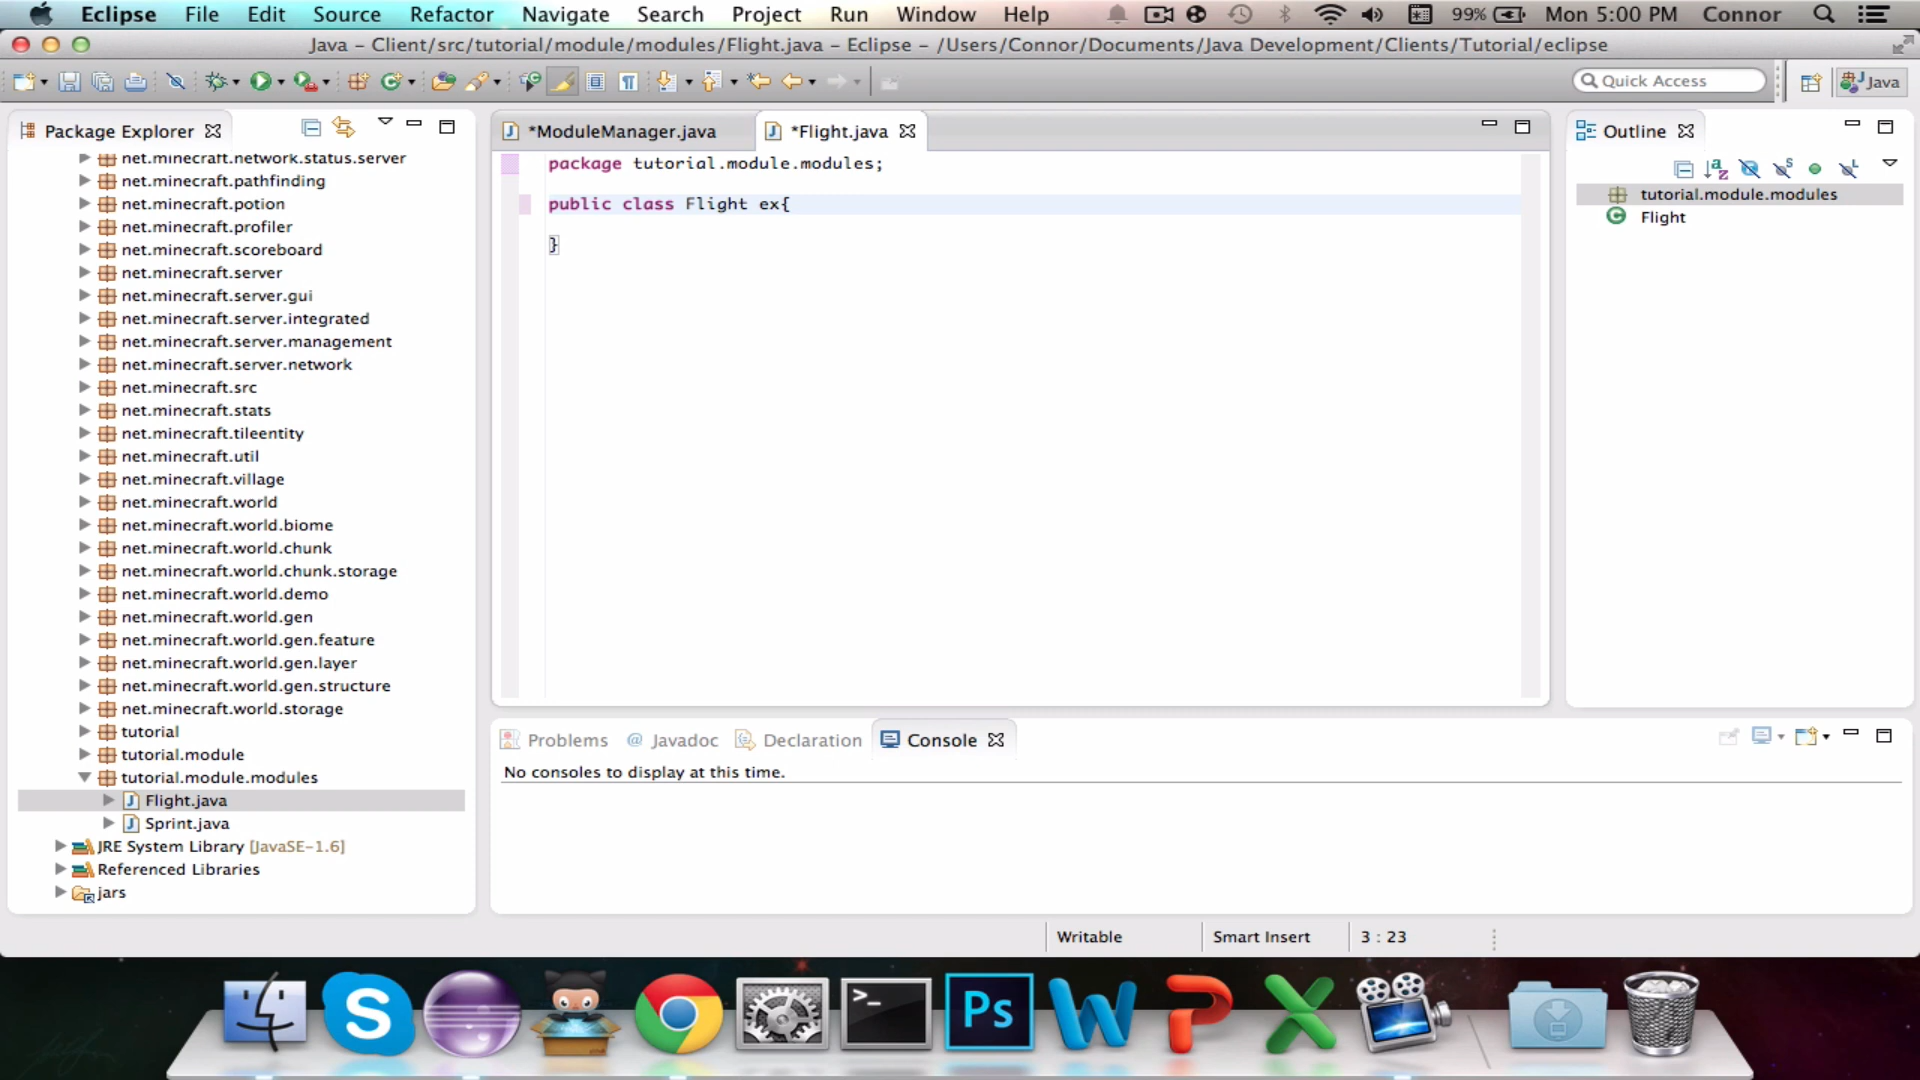 Eclipse File Edit Source Refactor Navigate Search Project Run Window Help 99% Mon 5:00 PM Connor
Java – Client/src/tutorial/module/modules/Flight.java – Eclipse – /Users/Connor/Documents/Java Development/Clients/Tutorial/eclipse
Quick Access
Java
Package Explorer
net.minecraft.network.status.server
net.minecraft.pathfinding
net.minecraft.potion
net.minecraft.profiler
net.minecraft.scoreboard
net.minecraft.server
net.minecraft.server.gui
net.minecraft.server.integrated
net.minecraft.server.management
net.minecraft.server.network
net.minecraft.src
net.minecraft.stats
net.minecraft.tileentity
net.minecraft.util
net.minecraft.village
net.minecraft.world
net.minecraft.world.biome
net.minecraft.world.chunk
net.minecraft.world.chunk.storage
net.minecraft.world.demo
net.minecraft.world.gen
net.minecraft.world.gen.feature
net.minecraft.world.gen.layer
net.minecraft.world.gen.structure
net.minecraft.world.storage
tutorial
tutorial.module
tutorial.module.modules
Flight.java
Sprint.java
JRE System Library [JavaSE-1.6]
Referenced Libraries
jars
*ModuleManager.java *Flight.java
package tutorial.module.modules;
public class Flight ex{
}
Outline
tutorial.module.modules
Flight
Problems @ Javadoc Declaration Console
No consoles to display at this time.
Writable Smart Insert 3 : 23
Ps